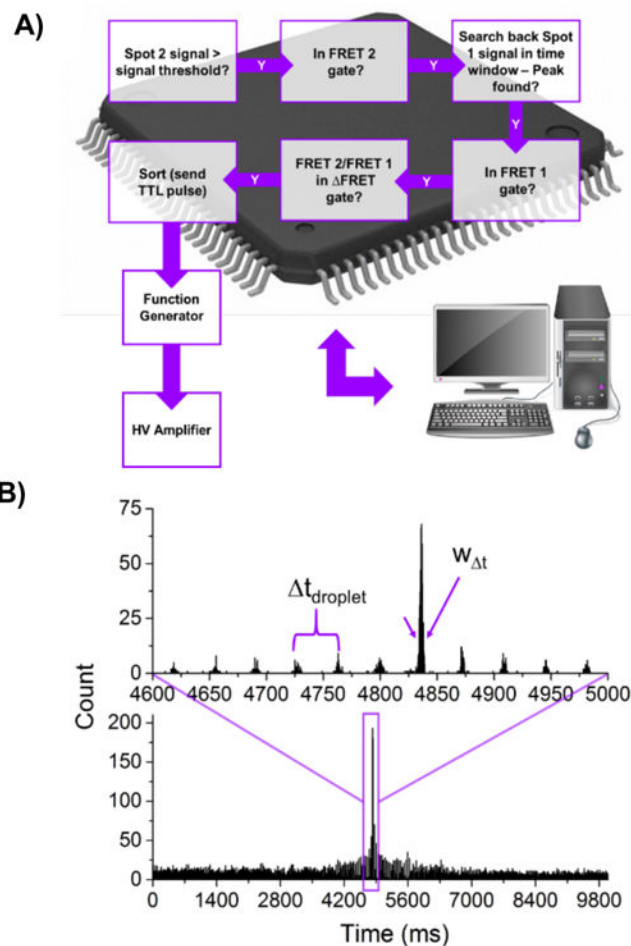 A)
Spot 2 signal >
signal threshold?
Y
In FRET 2
gate?
Y
Search back Spot
1 signal in time
window – Peak
found?
Y
In FRET 1
gate?
Y
FRET 2/FRET 1
in ΔFRET
gate?
Y
Sort (send
TTL pulse)
Function
Generator
HV Amplifier
B)
75
50
25
0
Δtdroplet
wΔt
4600 4650 4700 4750 4800 4850 4900 4950 5000
Count
200
150
100
50
0
0 1400 2800 4200 5600 7000 8400 9800
Time (ms)